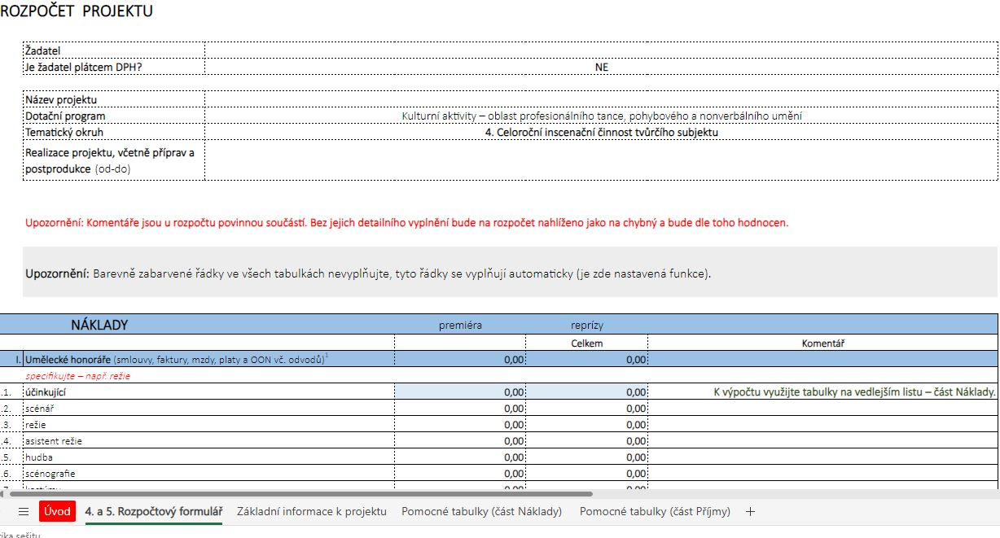 ROZPOČET PROJEKTU
Žadatel
Je žadatel plátcem DPH? NE
Název projektu
Dotační program Kulturní aktivity – oblast profesionálního tance, pohybového a nonverbálního umění
Tematický okruh 4. Celoroční inscenační činnost tvůrčího subjektu
Realizace projektu, včetně příprav a
postprodukce (od-do)
Upozornění: Komentáře jsou u rozpočtu povinnou součástí. Bez jejich detailního vyplnění bude na rozpočet nahlíženo jako na chybný a bude dle toho hodnocen.
Upozornění: Barevně zabarvené řádky ve všech tabulkách nevyplňujte, tyto řádky se vyplňují automaticky (je zde nastavená funkce).
NÁKLADY premiéra reprízy
Celkem Komentář
I. Umělecké honoráře (smlouvy, faktury, mzdy, platy a OON vč. odvodů)¹ 0,00 0,00
specifikujte – např. režie
.1. účinkující 0,00 0,00 K výpočtu využijte tabulky na vedlejším listu – část Náklady.
.2. scénář 0,00 0,00
.3. režie 0,00 0,00
.4. asistent režie 0,00 0,00
.5. hudba 0,00 0,00
.6. scénografie 0,00 0,00
Úvod 4. a 5. Rozpočtový formulář Základní informace k projektu Pomocné tabulky (část Náklady) Pomocné tabulky (část Příjmy) +